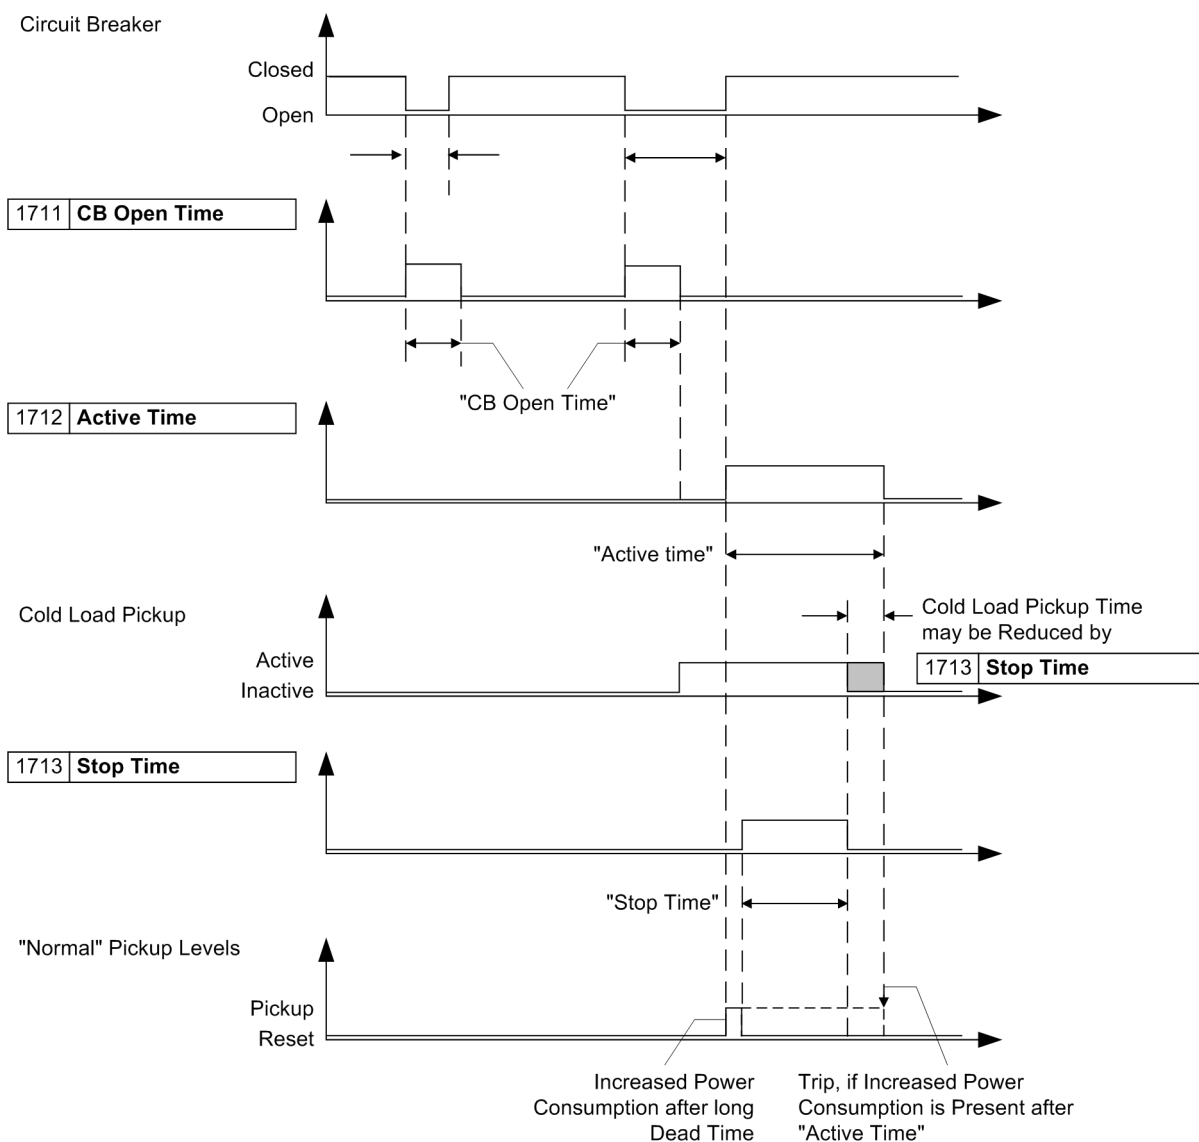 Circuit Breaker
Closed
Open
1711 CB Open Time
"CB Open Time"
1712 Active Time
"Active time"
Cold Load Pickup
Cold Load Pickup Time
may be Reduced by
Active
1713 Stop Time
Inactive
1713 Stop Time
"Stop Time"
"Normal" Pickup Levels
Pickup
Reset
Increased Power
Consumption after long
Dead Time
Trip, if Increased Power
Consumption is Present after
"Active Time"